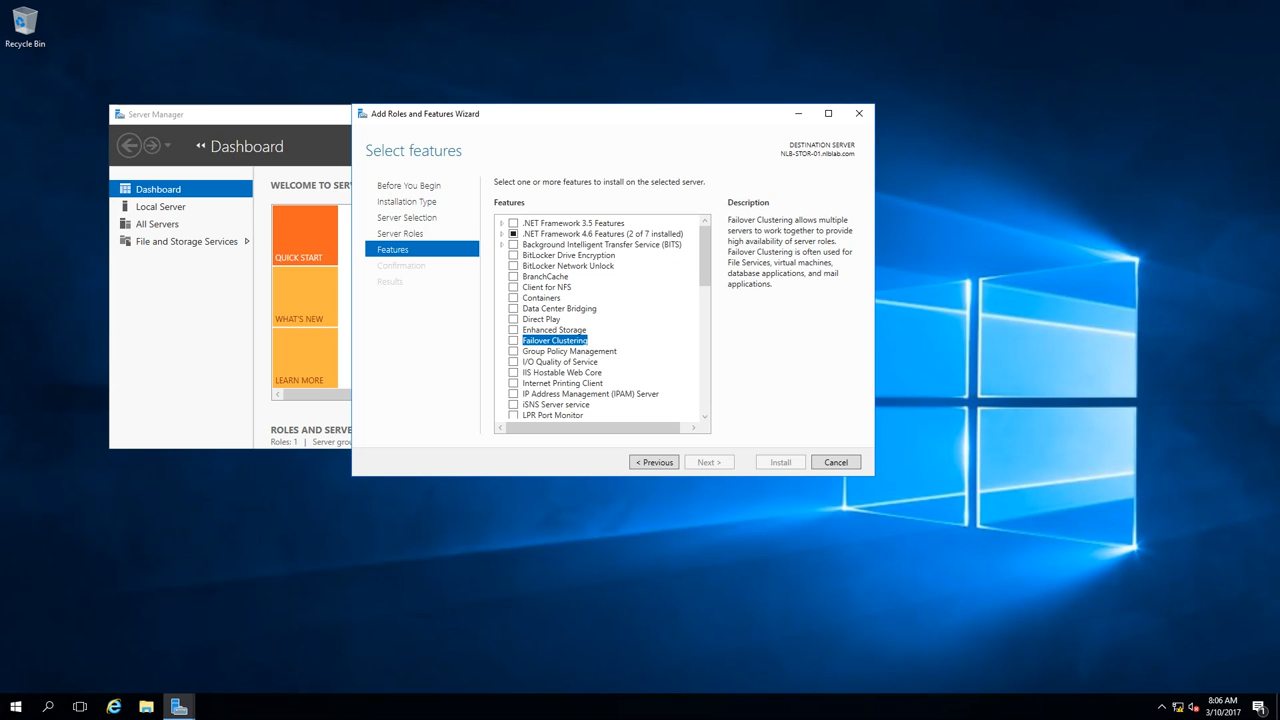 Recycle Bin
Server Manager
Dashboard
Dashboard
Local Server
All Servers
File and Storage Services
WELCOME TO SERV
QUICK START
WHAT'S NEW
LEARN MORE
ROLES AND SERVE
Roles: 1 | Server grou
Add Roles and Features Wizard
Select features
DESTINATION SERVER
NLB-STOR-01.nlblab.com
Before You Begin
Installation Type
Server Selection
Server Roles
Features
Confirmation
Results
Select one or more features to install on the selected server.
Features
.NET Framework 3.5 Features
.NET Framework 4.6 Features (2 of 7 installed)
Background Intelligent Transfer Service (BITS)
BitLocker Drive Encryption
BitLocker Network Unlock
BranchCache
Client for NFS
Containers
Data Center Bridging
Direct Play
Enhanced Storage
Failover Clustering
Group Policy Management
I/O Quality of Service
IIS Hostable Web Core
Internet Printing Client
IP Address Management (IPAM) Server
iSNS Server service
LPR Port Monitor
Description
Failover Clustering allows multiple
servers to work together to provide
high availability of server roles.
Failover Clustering is often used for
File Services, virtual machines,
database applications, and mail
applications.
< Previous
Next >
Install
Cancel
8:06 AM
3/10/2017
1